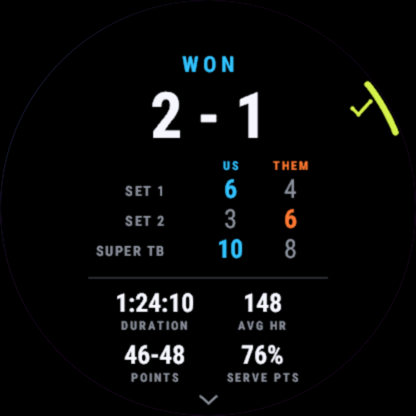 WON
2 - 1
US THEM
SET 1 6 4
SET 2 3 6
SUPER TB 10 8
1:24:10 148
DURATION AVG HR
46-48 76%
POINTS SERVE PTS